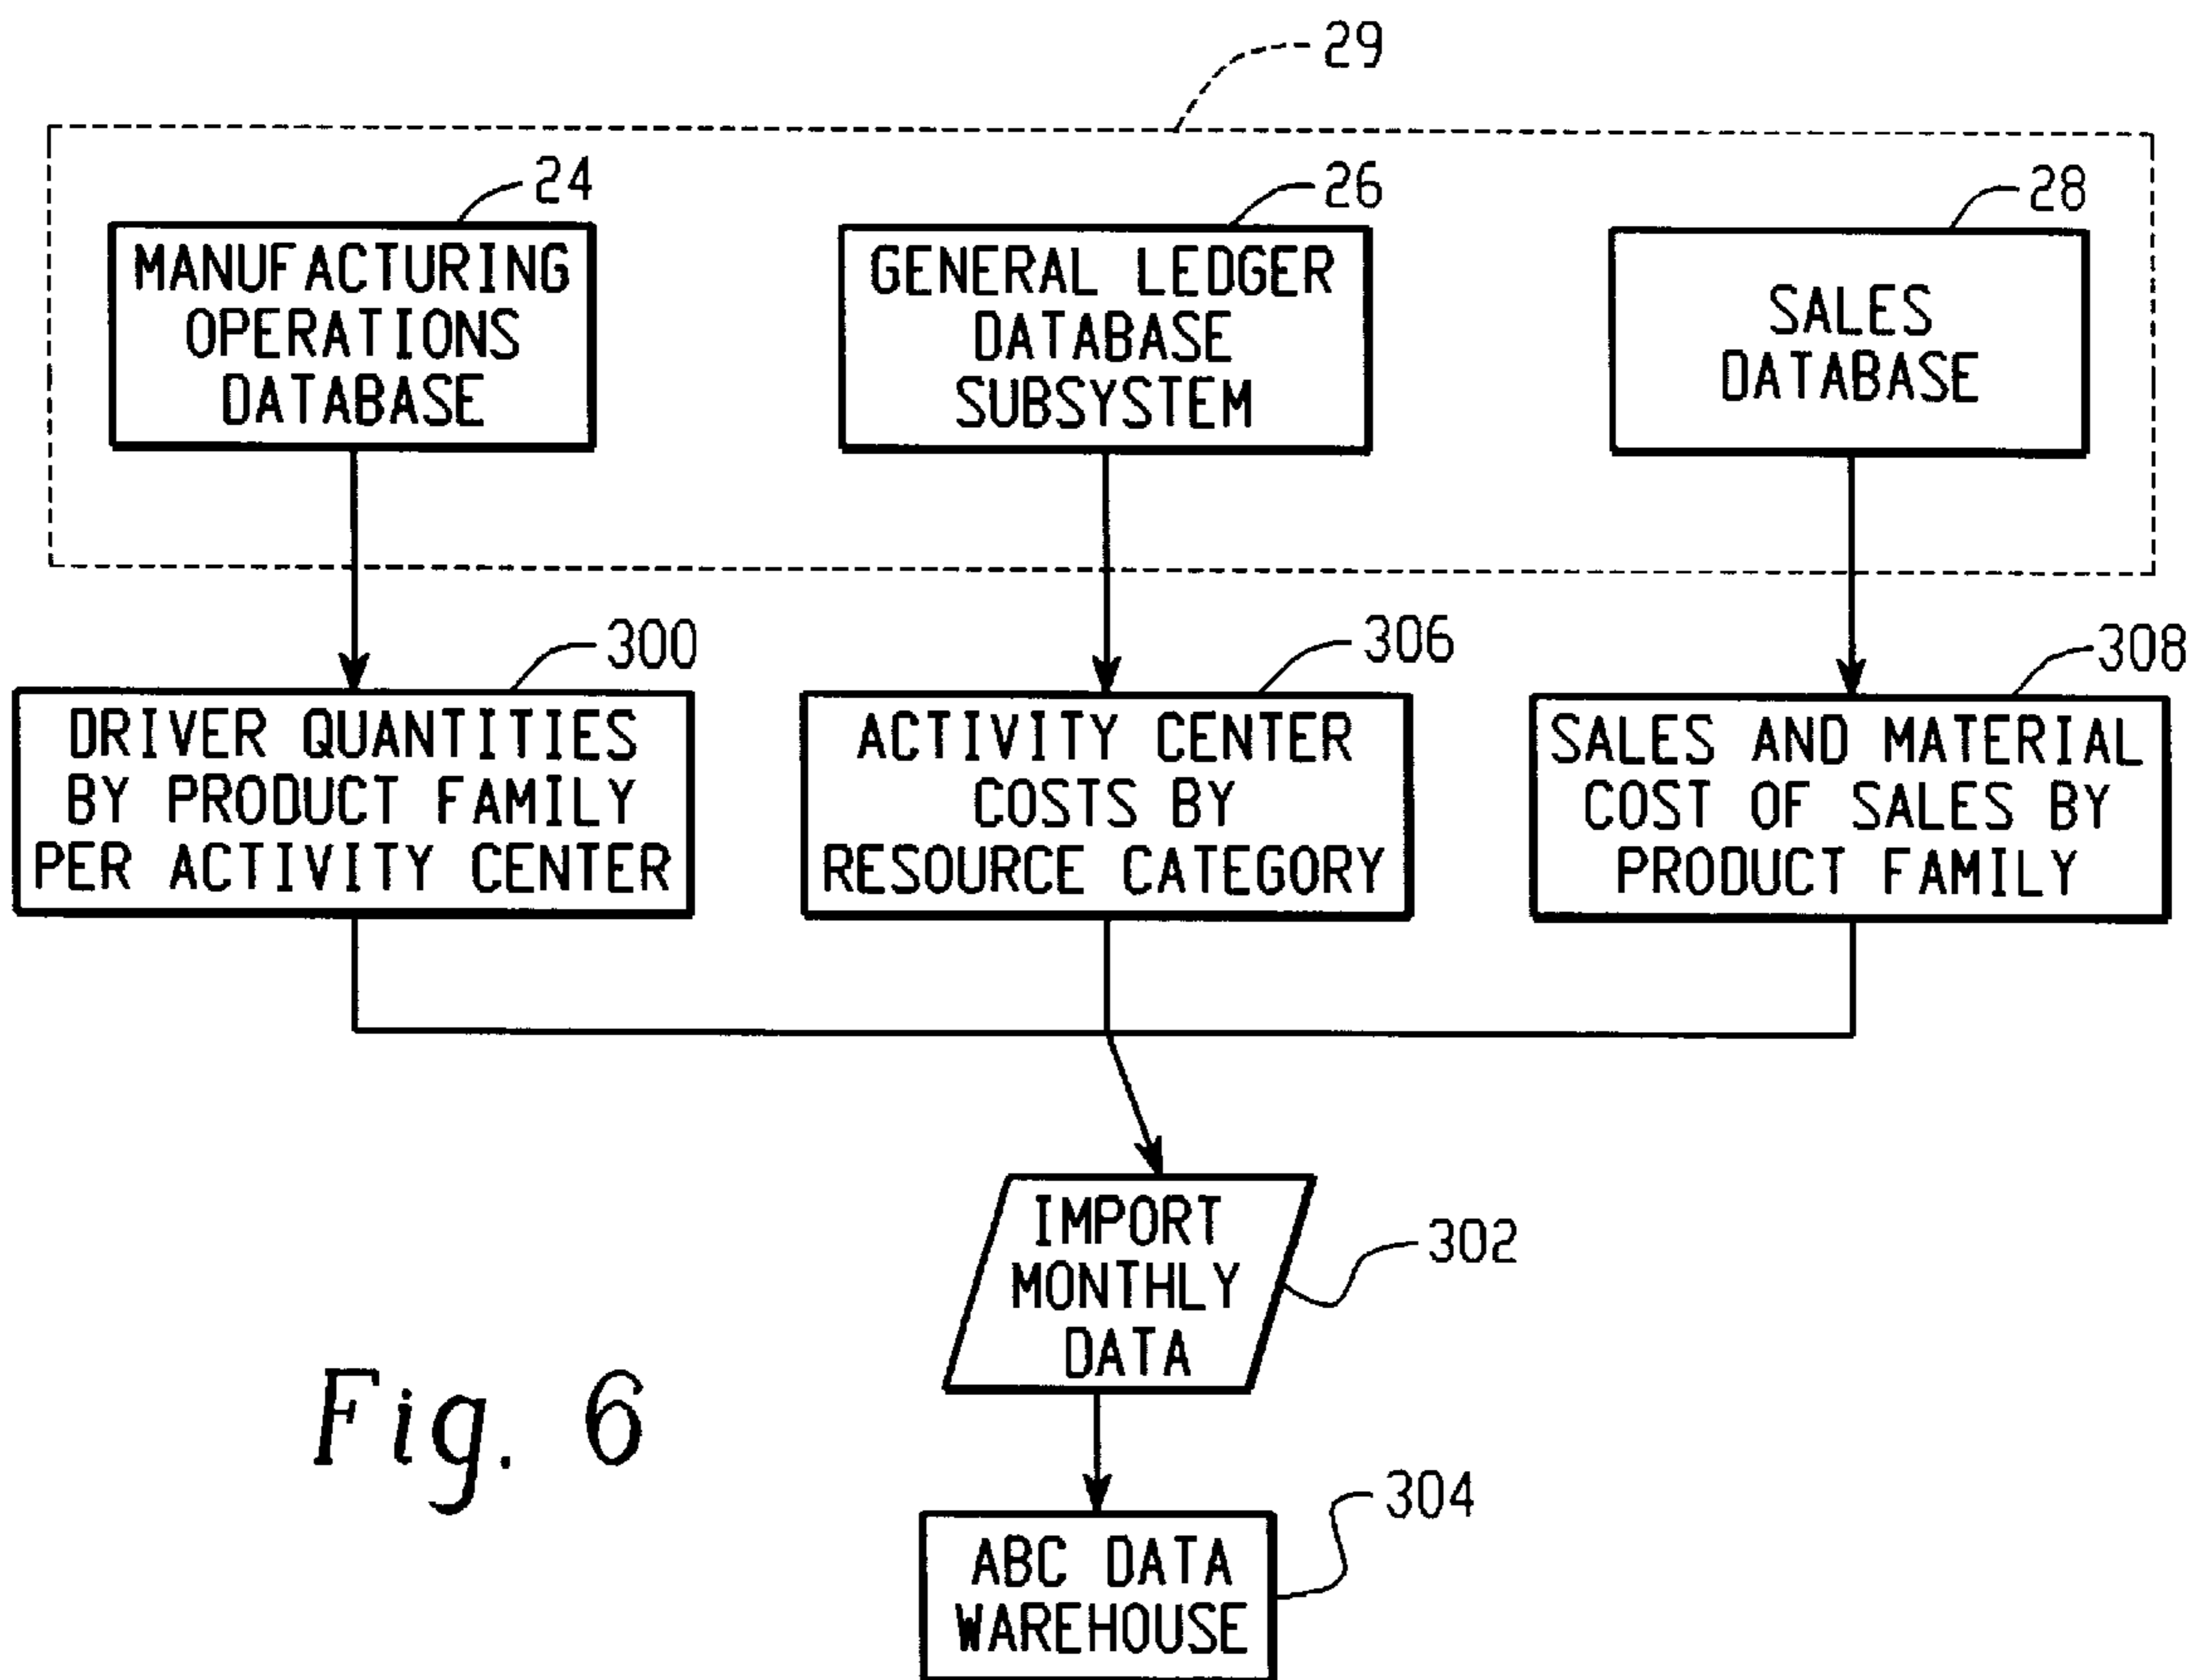 29
24
MANUFACTURING
OPERATIONS
DATABASE
26
GENERAL LEDGER
DATABASE
SUBSYSTEM
28
SALES
DATABASE
300
DRIVER QUANTITIES
BY PRODUCT FAMILY
PER ACTIVITY CENTER
306
ACTIVITY CENTER
COSTS BY
RESOURCE CATEGORY
308
SALES AND MATERIAL
COST OF SALES BY
PRODUCT FAMILY
IMPORT
MONTHLY
DATA
302
Fig. 6
ABC DATA
WAREHOUSE
304